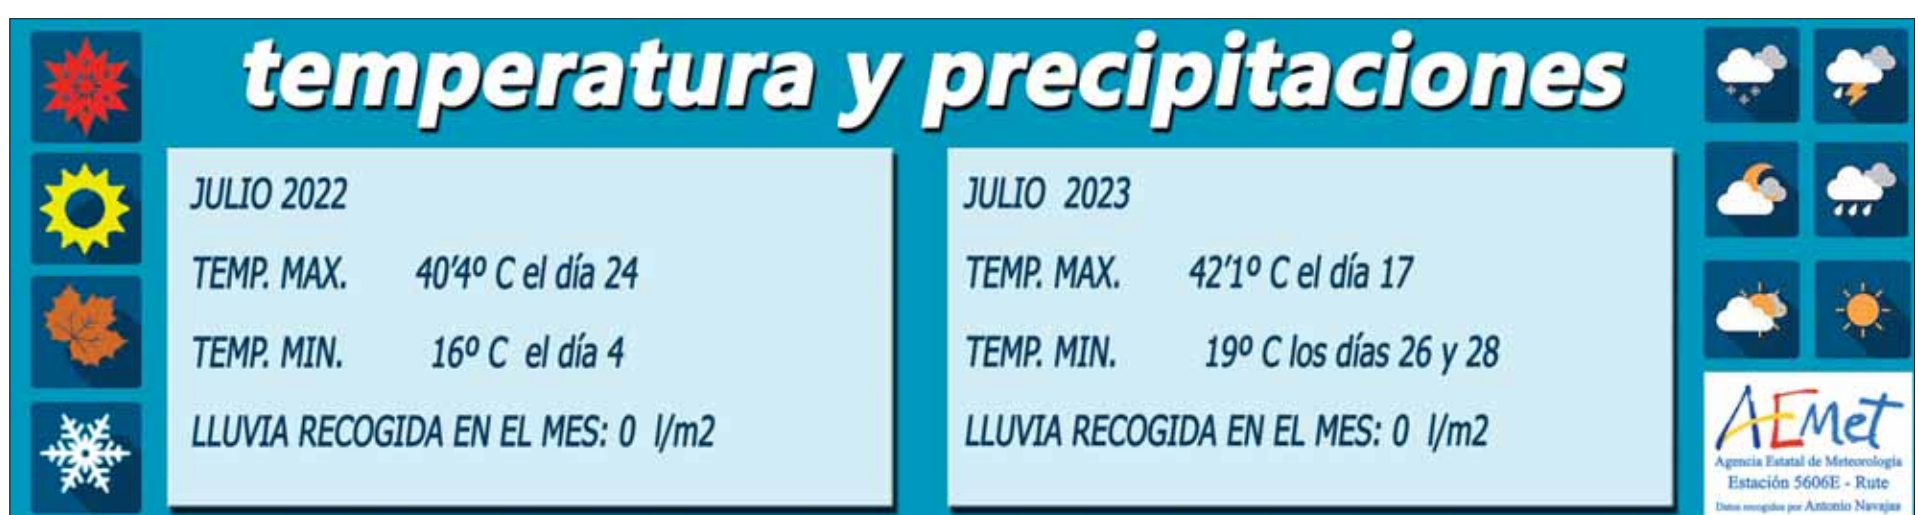 temperatura y precipitaciones
JULIO 2022
TEMP. MAX. 40'4º C el día 24
TEMP. MIN. 16º C el día 4
LLUVIA RECOGIDA EN EL MES: 0 l/m2
JULIO 2023
TEMP. MAX. 42'1º C el día 17
TEMP. MIN. 19º C los días 26 y 28
LLUVIA RECOGIDA EN EL MES: 0 l/m2
AEMet
Agencia Estatal de Meteorología
Estación 5606E - Rute
Datos recogidos por Antonio Navajas